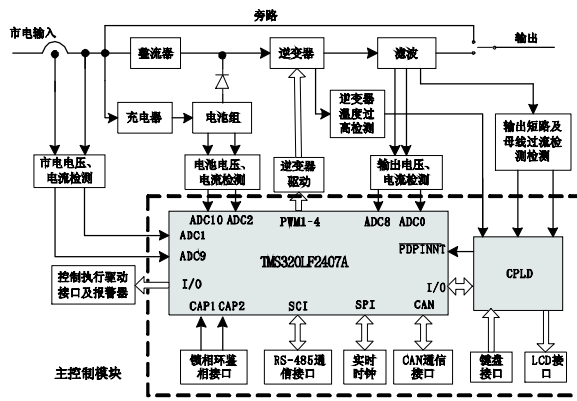 旁路
市电输入
整流器
逆变器
滤波
输出
充电器
电池组
逆变器
温度过
高检测
输出短路及
母线过流检
测检测
市电电压、
电流检测
电池电压、
电流检测
逆变器
驱动
输出电压、
电流检测
ADC10 ADC2
PWM1-4
ADC8 ADC0
ADC1
PDPINNT
ADC9
TMS320LF2407A
CPLD
控制执行驱动
接口及报警器
I/O
I/O
CAP1 CAP2
SCI
SPI
CAN
主控制模块
锁相环鉴
相接口
RS-485通
信接口
实时
时钟
CAN通信
接口
键盘
接口
LCD接
口